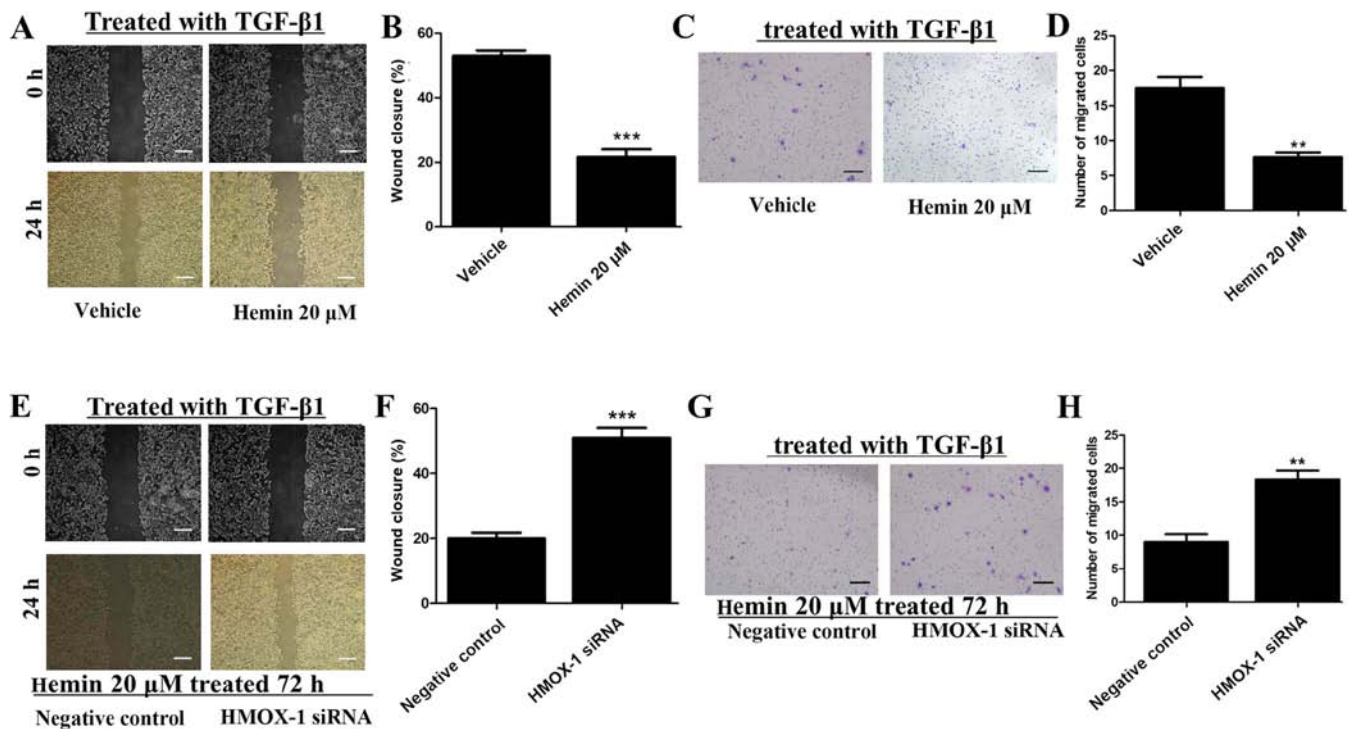 A
Treated with TGF-β1
0 h
24 h
Vehicle
Hemin 20 µM
B
Wound closure (%)
60
40
20
0
***
Vehicle
Hemin 20 µM
C
treated with TGF-β1
Vehicle
Hemin 20 µM
D
Number of migrated cells
25
20
15
10
5
0
**
Vehicle
Hemin 20 µM
E
Treated with TGF-β1
0 h
24 h
Hemin 20 µM treated 72 h
Negative control
HMOX-1 siRNA
F
Wound closure (%)
60
40
20
0
***
Negative control
HMOX-1 siRNA
G
treated with TGF-β1
Hemin 20 µM treated 72 h
Negative control
HMOX-1 siRNA
H
Number of migrated cells
25
20
15
10
5
0
**
Negative control
HMOX-1 siRNA